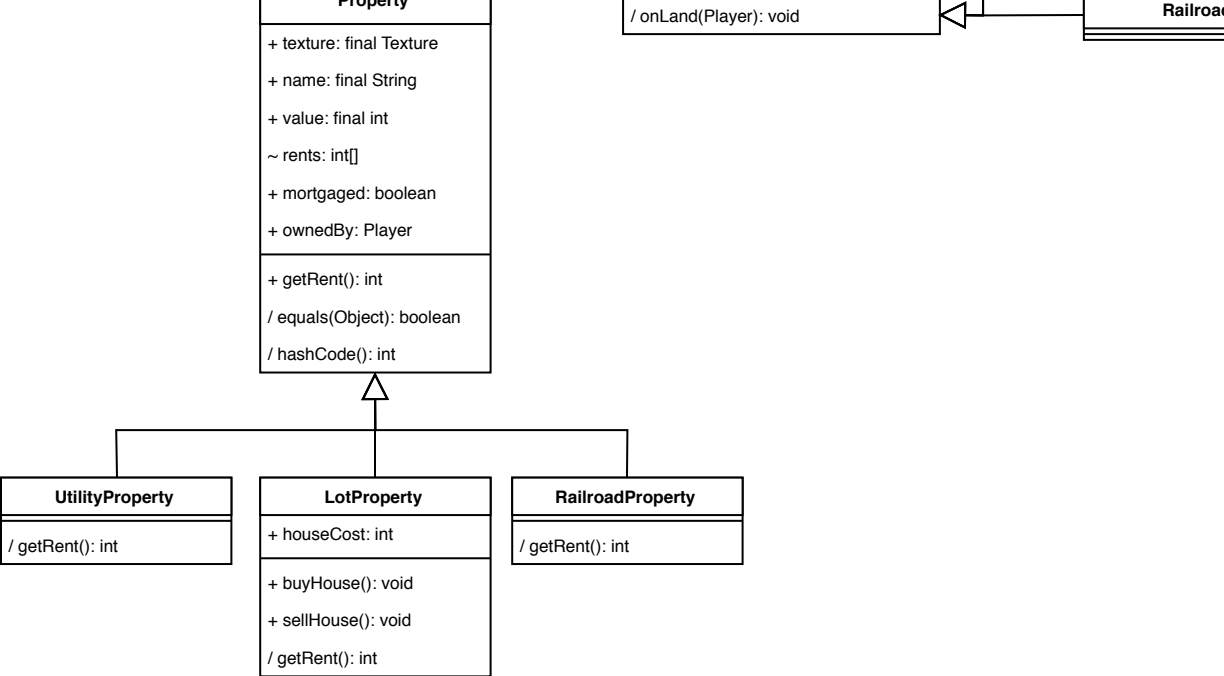 Property
+ texture: final Texture
+ name: final String
+ value: final int
~ rents: int[]
+ mortgaged: boolean
+ ownedBy: Player
+ getRent(): int
/ equals(Object): boolean
/ hashCode(): int
/ onLand(Player): void
UtilityProperty
/ getRent(): int
LotProperty
+ houseCost: int
+ buyHouse(): void
+ sellHouse(): void
/ getRent(): int
RailroadProperty
/ getRent(): int